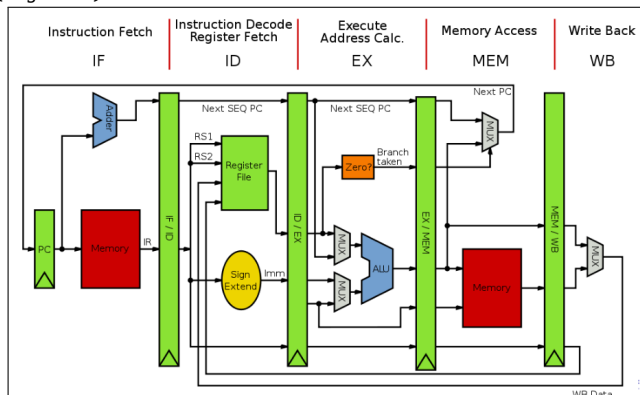 Instruction Fetch
IF
Instruction Decode
Register Fetch
ID
Execute
Address Calc.
EX
Memory Access
MEM
Write Back
WB
Next PC
Adder
Next SEQ PC
Next SEQ PC
MUX
RS1
RS2
Register
File
Branch
taken
Zero?
IF / ID
ID / EX
EX / MEM
MEM / WB
PC
Memory
IR
MUX
ALU
MUX
Sign
Extend
Imm
MUX
Memory
WB Data